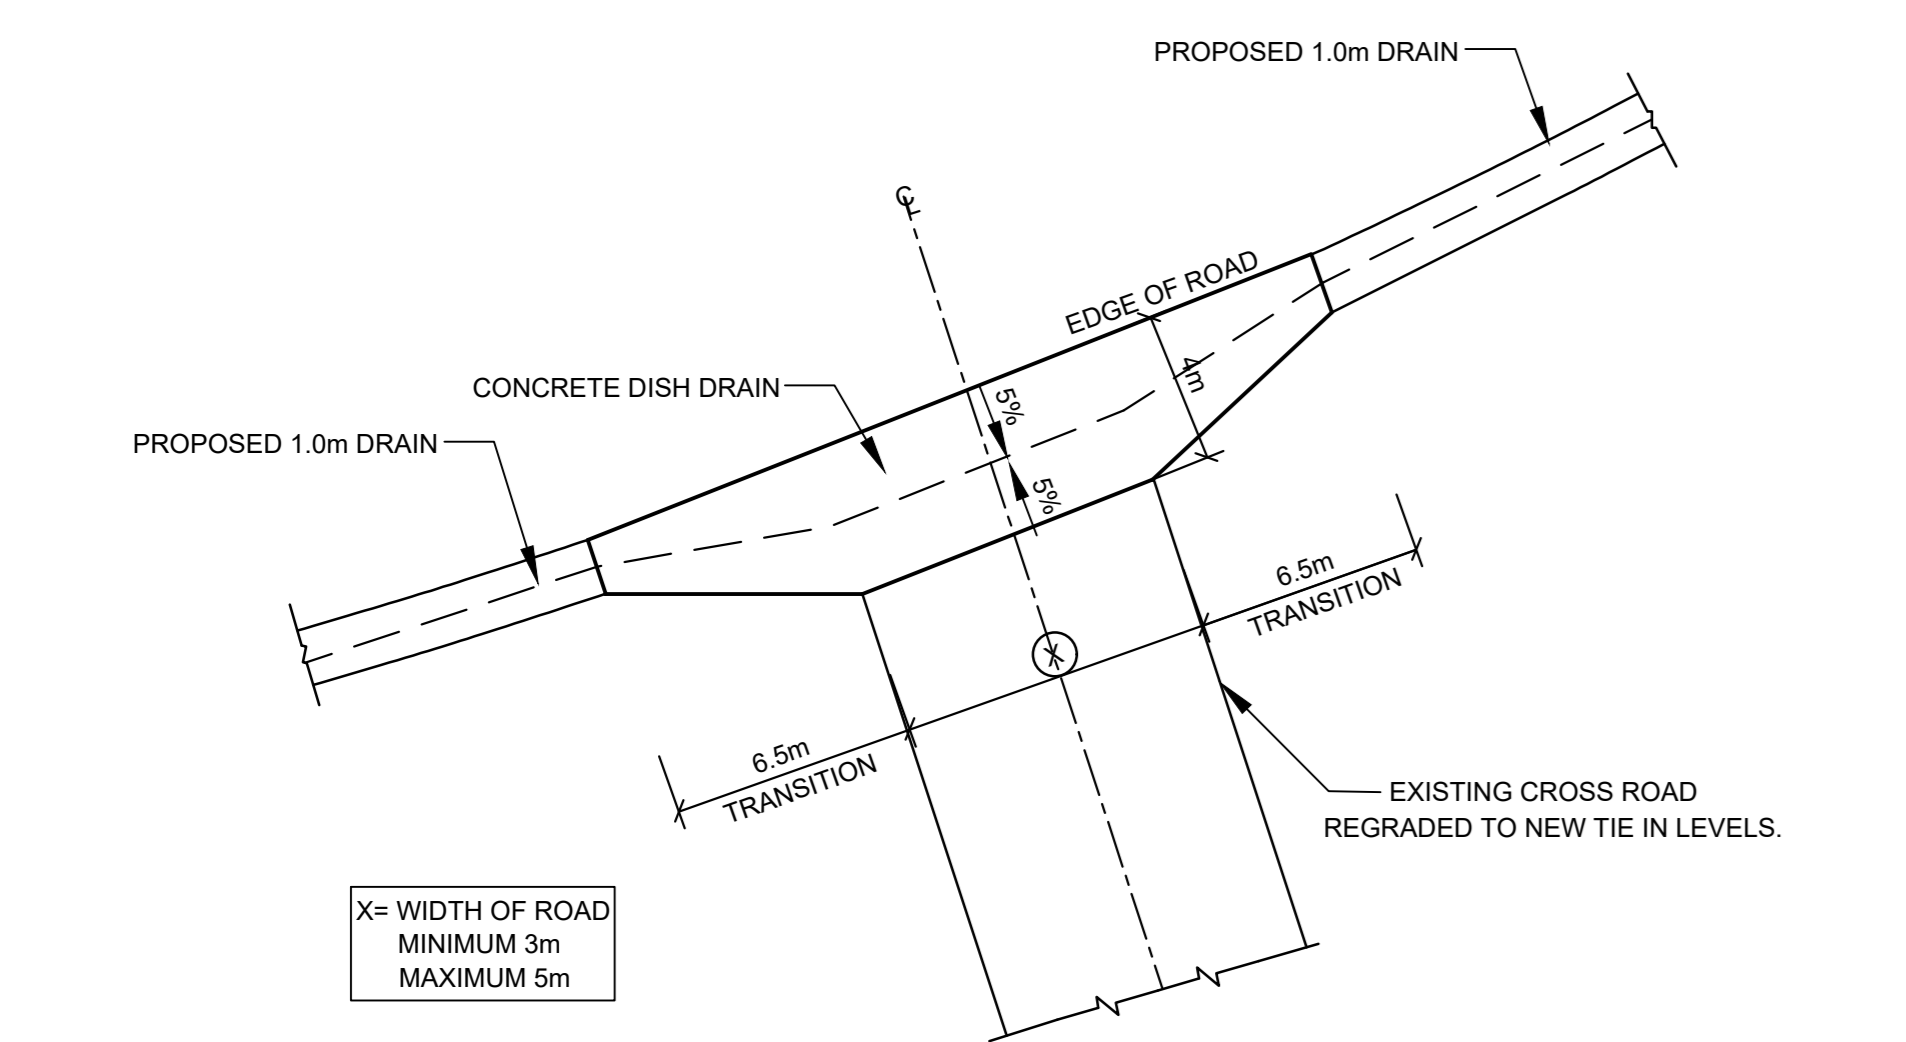 PROPOSED 1.0m DRAIN
℄
EDGE OF ROAD
4m
CONCRETE DISH DRAIN
5%
PROPOSED 1.0m DRAIN
5%
6.5m
TRANSITION
X
6.5m
TRANSITION
EXISTING CROSS ROAD
REGRADED TO NEW TIE IN LEVELS.
X= WIDTH OF ROAD
MINIMUM 3m
MAXIMUM 5m